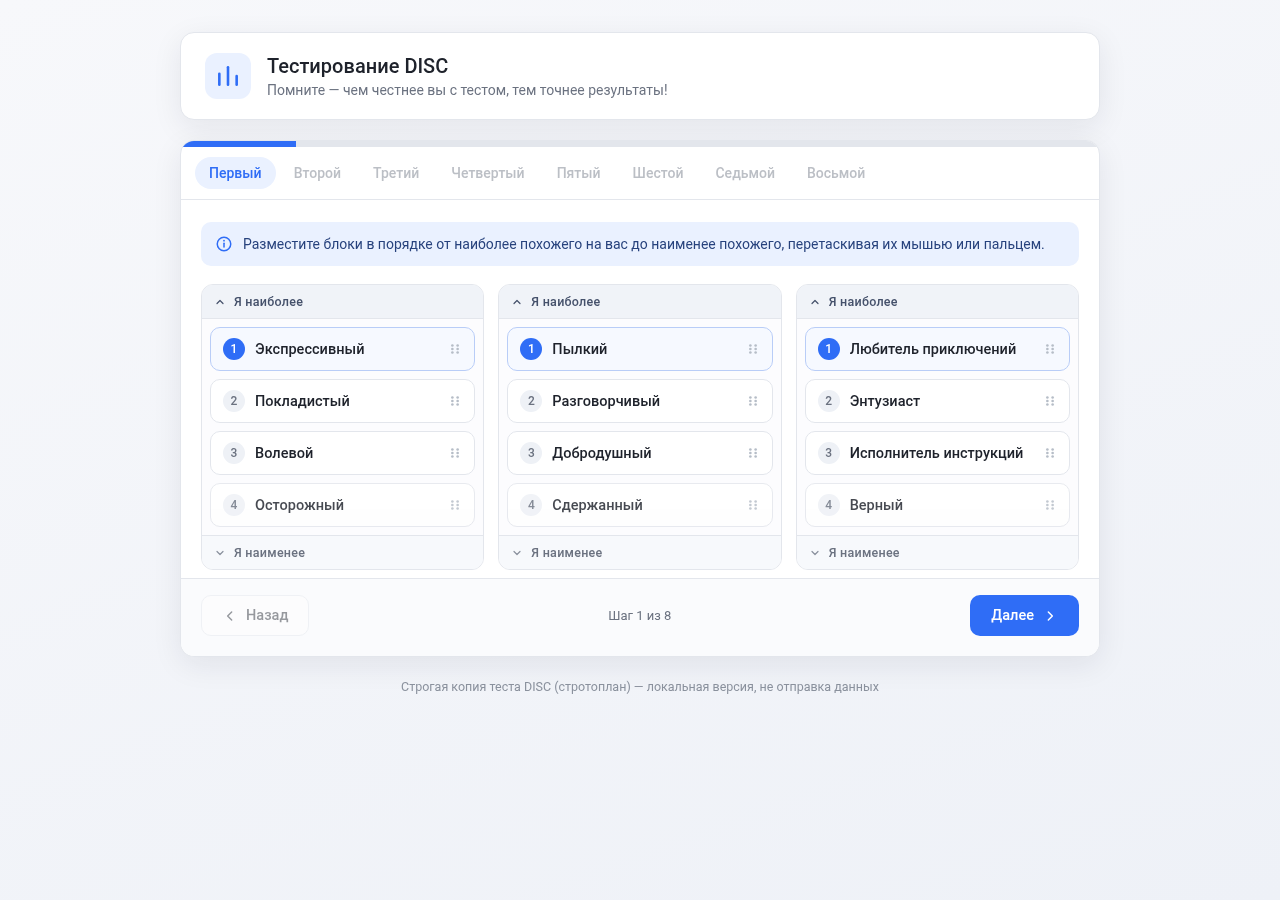 Тестирование DISC
Помните — чем честнее вы с тестом, тем точнее результаты!
Первый Второй Третий Четвертый Пятый Шестой Седьмой Восьмой
Разместите блоки в порядке от наиболее похожего на вас до наименее похожего, перетаскивая их мышью или пальцем.
Я наиболее
1 Экспрессивный
2 Покладистый
3 Волевой
4 Осторожный
Я наименее
Я наиболее
1 Пылкий
2 Разговорчивый
3 Добродушный
4 Сдержанный
Я наименее
Я наиболее
1 Любитель приключений
2 Энтузиаст
3 Исполнитель инструкций
4 Верный
Я наименее
Назад
Шаг 1 из 8
Далее
Строгая копия теста DISC (стротоплан) — локальная версия, не отправка данных